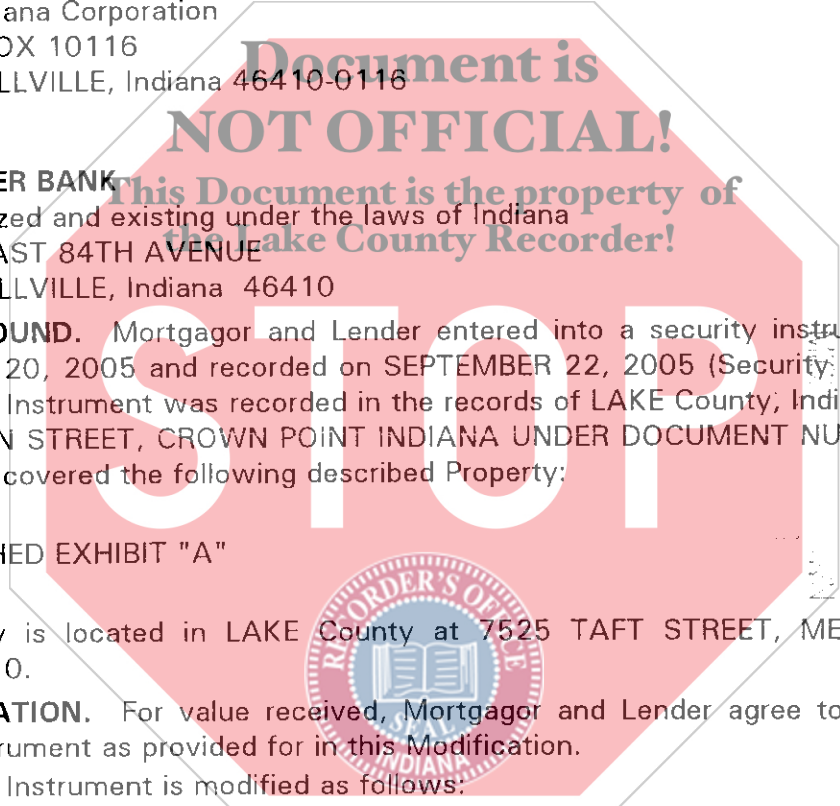 ana Corporation
OX 10116
LLVILLE, Indiana 46410-0116
Document is
NOT OFFICIAL!
This Document is the property of
the Lake County Recorder!
ER BANK
zed and existing under the laws of Indiana
AST 84TH AVENUE
LLVILLE, Indiana 46410
OUND. Mortgagor and Lender entered into a security instru
20, 2005 and recorded on SEPTEMBER 22, 2005 (Security
Instrument was recorded in the records of LAKE County, Indi
N STREET, CROWN POINT INDIANA UNDER DOCUMENT NU
covered the following described Property:
STOP
HED EXHIBIT "A"
y is located in LAKE County at 7525 TAFT STREET, ME
0.
ATION. For value received, Mortgagor and Lender agree to
rument as provided for in this Modification.
Instrument is modified as follows:
RECORDER'S OFFICE
SEAL
INDIANA